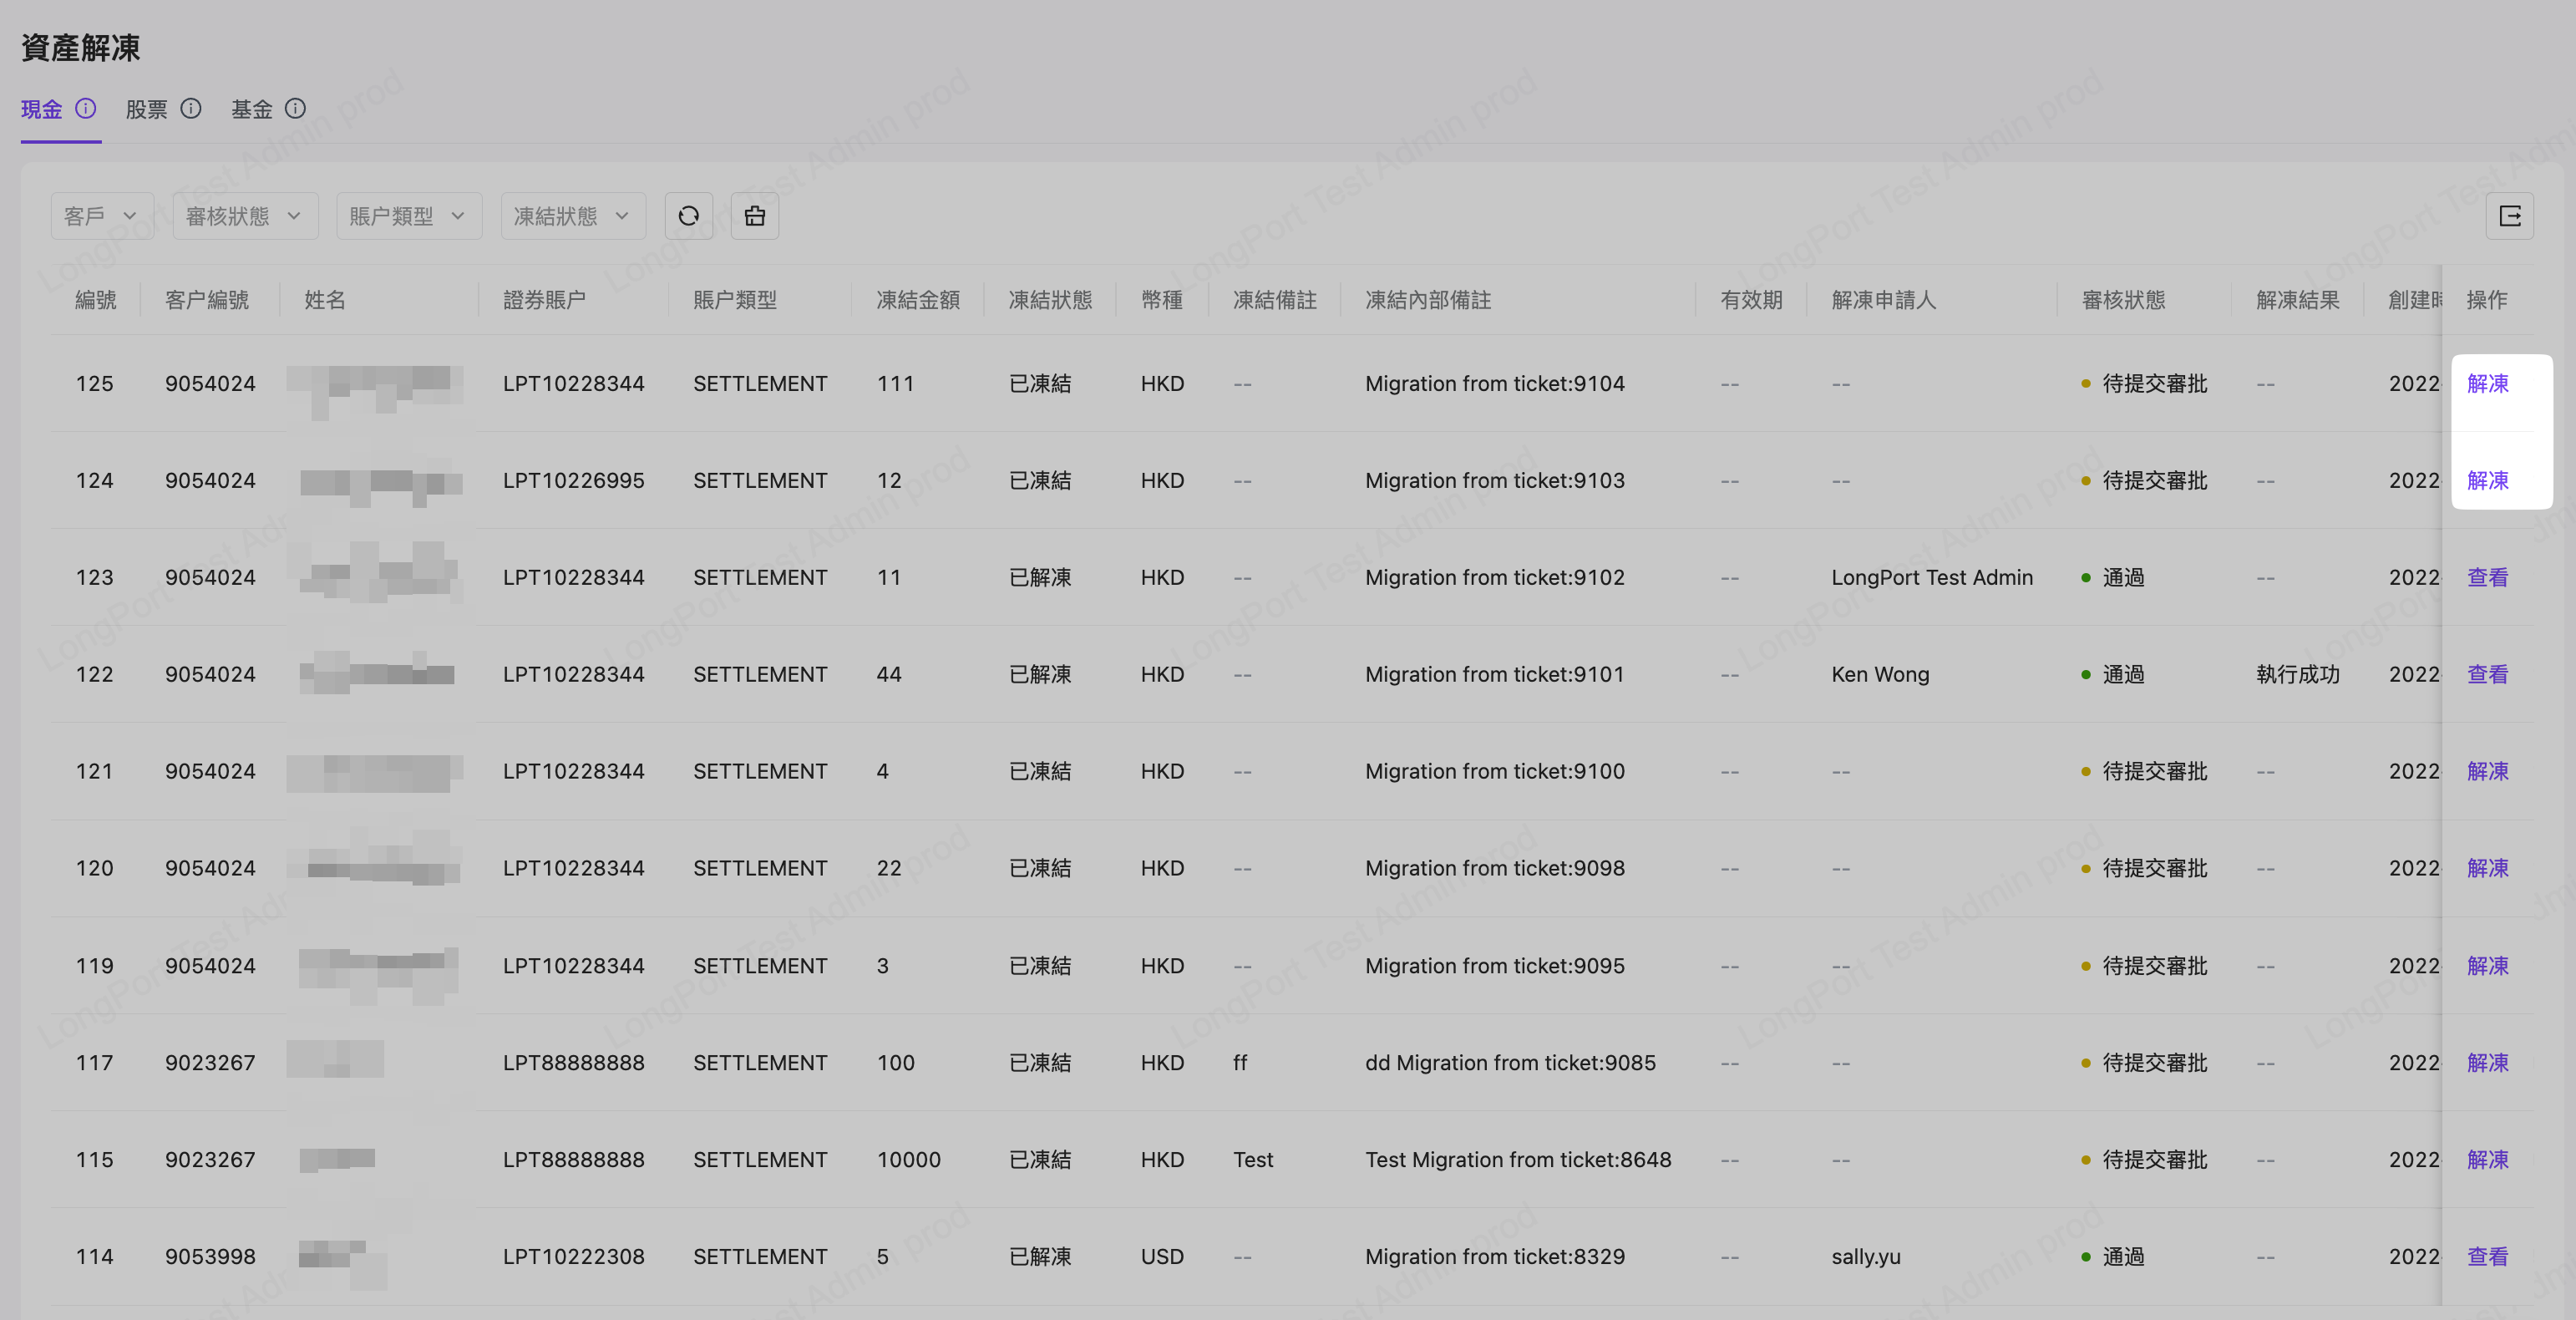 資產解凍
現金 股票 基金
客戶 審核狀態 賬户類型 凍結狀態
編號 客户編號 姓名 證券賬户 賬户類型 凍結金額 凍結狀態 幣種 凍結備註 凍結內部備註 有效期 解凍申請人 審核狀態 解凍結果 創建時 操作
125 9054024 LPT10228344 SETTLEMENT 111 已凍結 HKD -- Migration from ticket:9104 -- -- 待提交審批 -- 2022- 解凍
124 9054024 LPT10226995 SETTLEMENT 12 已凍結 HKD -- Migration from ticket:9103 -- -- 待提交審批 -- 2022- 解凍
123 9054024 LPT10228344 SETTLEMENT 11 已解凍 HKD -- Migration from ticket:9102 -- LongPort Test Admin 通過 -- 2022- 查看
122 9054024 LPT10228344 SETTLEMENT 44 已解凍 HKD -- Migration from ticket:9101 -- Ken Wong 通過 執行成功 2022- 查看
121 9054024 LPT10228344 SETTLEMENT 4 已凍結 HKD -- Migration from ticket:9100 -- -- 待提交審批 -- 2022- 解凍
120 9054024 LPT10228344 SETTLEMENT 22 已凍結 HKD -- Migration from ticket:9098 -- -- 待提交審批 -- 2022- 解凍
119 9054024 LPT10228344 SETTLEMENT 3 已凍結 HKD -- Migration from ticket:9095 -- -- 待提交審批 -- 2022- 解凍
117 9023267 LPT88888888 SETTLEMENT 100 已凍結 HKD ff dd Migration from ticket:9085 -- -- 待提交審批 -- 2022- 解凍
115 9023267 LPT88888888 SETTLEMENT 10000 已凍結 HKD Test Test Migration from ticket:8648 -- -- 待提交審批 -- 2022- 解凍
114 9053998 LPT10222308 SETTLEMENT 5 已解凍 USD -- Migration from ticket:8329 -- sally.yu 通過 -- 2022- 查看
LongPort Test Admin prod